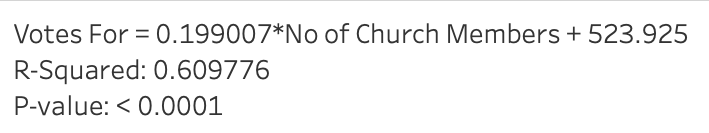 Votes For = 0.199007*No of Church Members + 523.925
R-Squared: 0.609776
P-value: < 0.0001